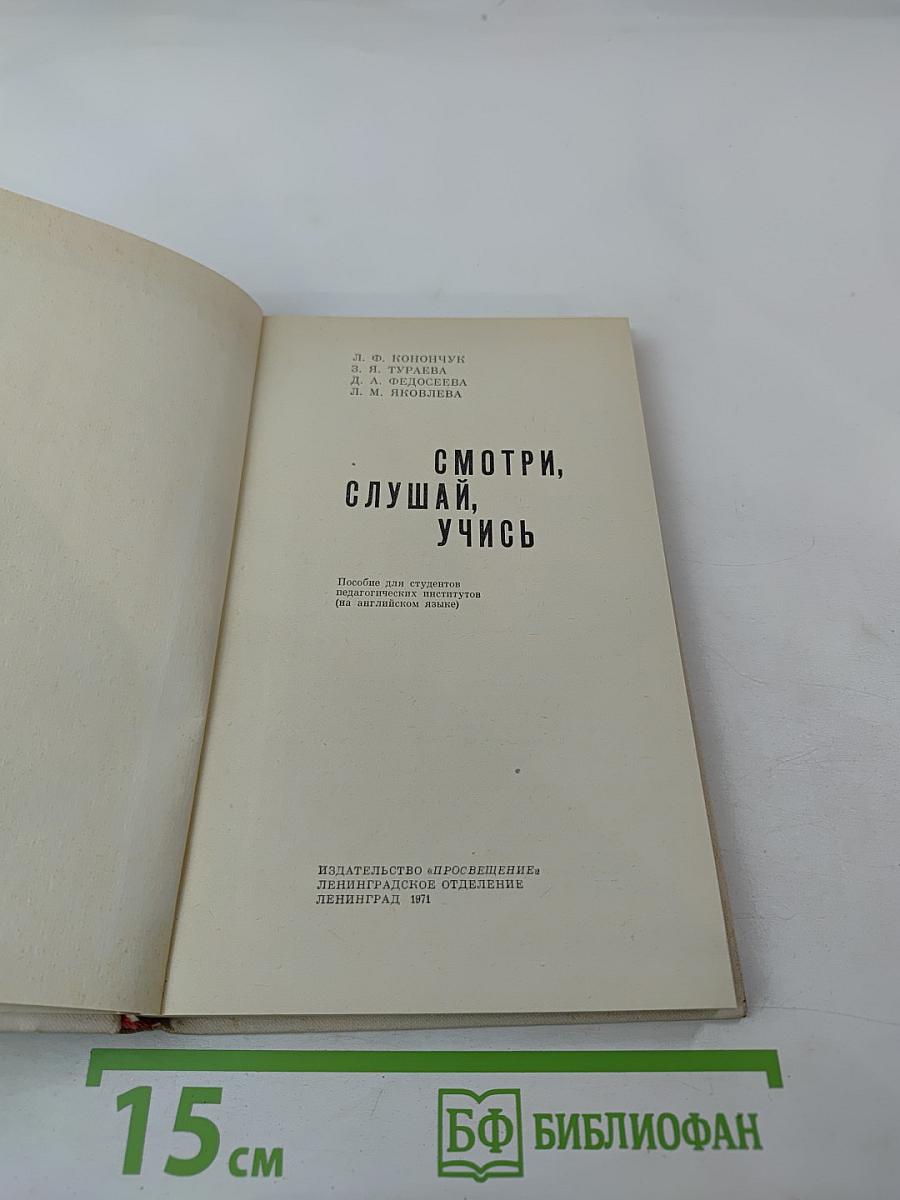 Л. Ф. КОНОНЧУК
З. Я. ТУРАЕВА
Д. А. ФЕДОСЕЕВА
Л. М. ЯКОВЛЕВА
СМОТРИ,
СЛУШАЙ,
УЧИСЬ
Пособие для студентов
педагогических институтов
(на английском языке)
ИЗДАТЕЛЬСТВО «ПРОСВЕЩЕНИЕ»
ЛЕНИНГРАДСКОЕ ОТДЕЛЕНИЕ
ЛЕНИНГРАД 1971
15 см
БФ БИБЛИОФАН